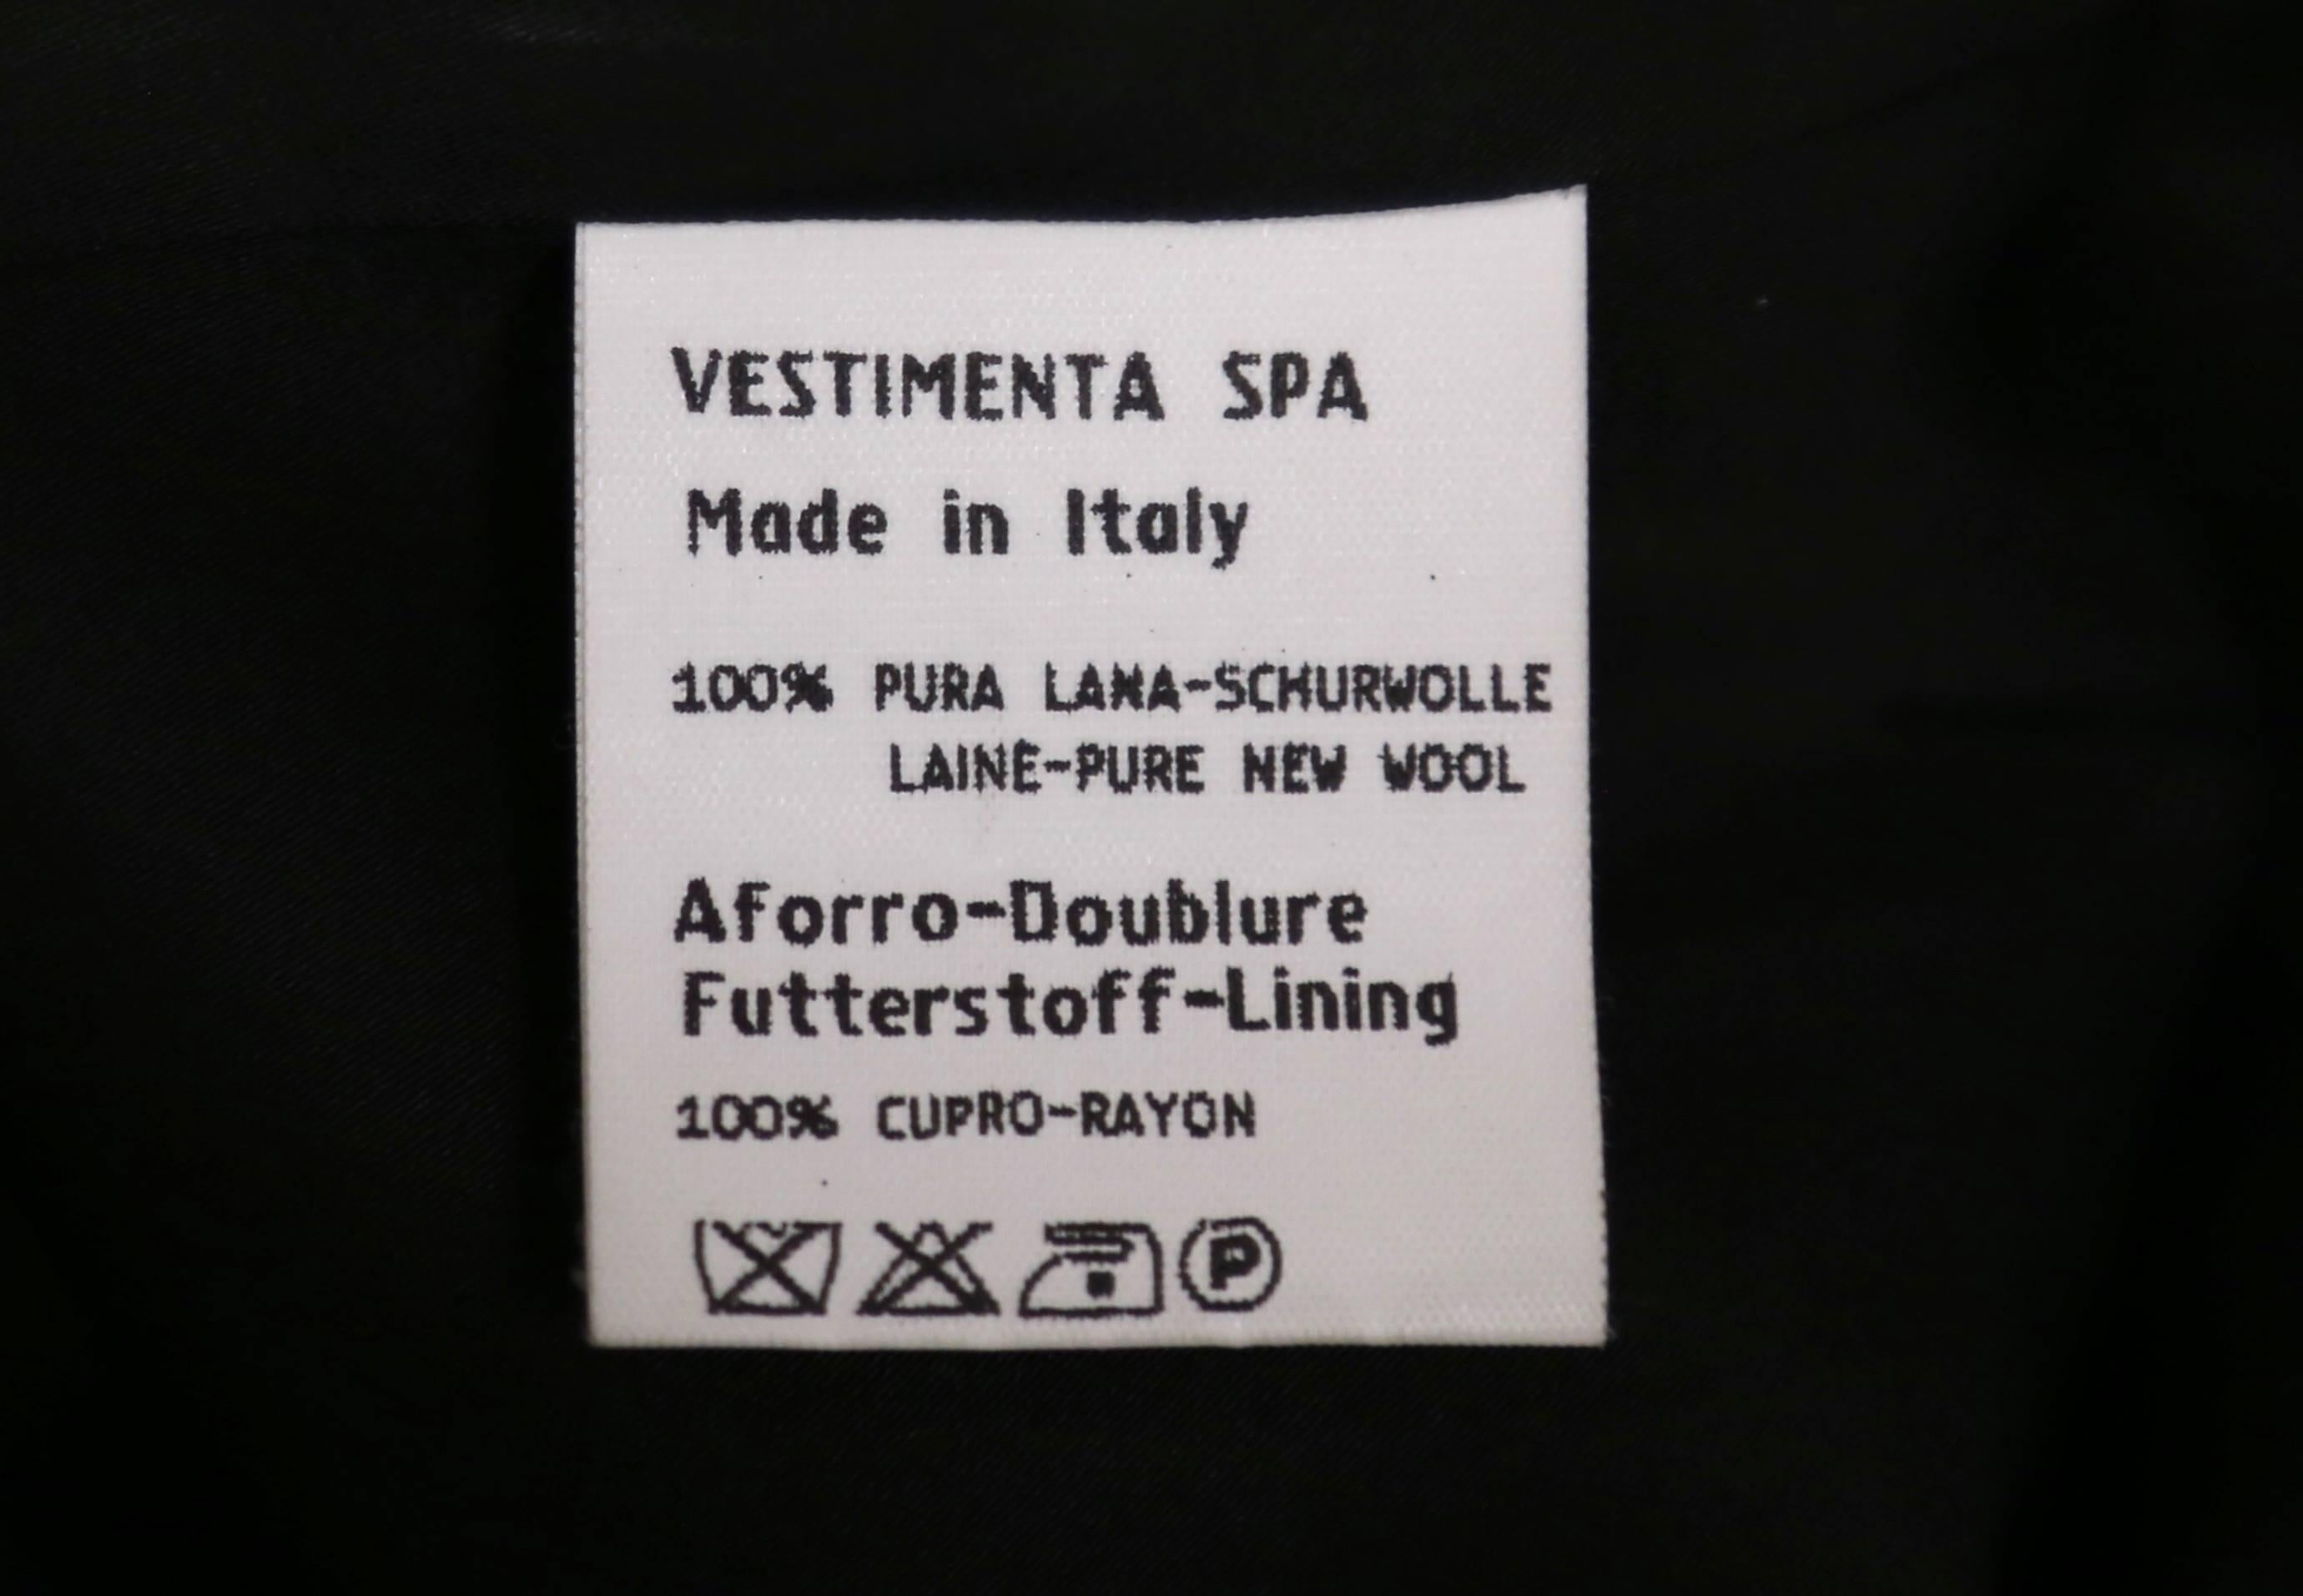 VESTIMENTA SPA
Made in Italy
100% PURA LANA-SCHURWOLLE
LAINE-PURE NEW WOOL
Aforro-Doublure
Futterstoff-Lining
100% CUPRO-RAYON
P